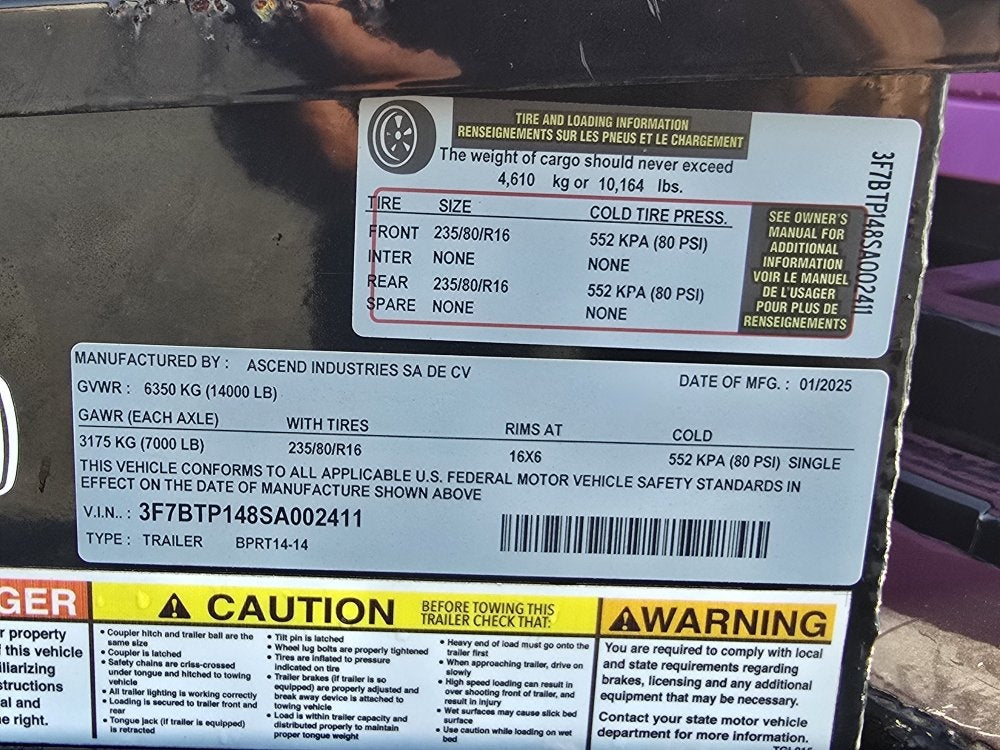 TIRE AND LOADING INFORMATION
RENSEIGNEMENTS SUR LES PNEUS ET LE CHARGEMENT
The weight of cargo should never exceed
4,610 kg or 10,164 lbs.
TIRE SIZE COLD TIRE PRESS.
FRONT 235/80/R16 552 KPA (80 PSI)
INTER NONE NONE
REAR 235/80/R16 552 KPA (80 PSI)
SPARE NONE NONE
SEE OWNER'S
MANUAL FOR
ADDITIONAL
INFORMATION
VOIR LE MANUEL
DE L'USAGER
POUR PLUS DE
RENSEIGNEMENTS
3F7BTP148SA002411
MANUFACTURED BY : ASCEND INDUSTRIES SA DE CV
DATE OF MFG. : 01/2025
GVWR : 6350 KG (14000 LB)
GAWR (EACH AXLE) WITH TIRES RIMS AT COLD
3175 KG (7000 LB) 235/80/R16 16X6 552 KPA (80 PSI) SINGLE
THIS VEHICLE CONFORMS TO ALL APPLICABLE U.S. FEDERAL MOTOR VEHICLE SAFETY STANDARDS IN
EFFECT ON THE DATE OF MANUFACTURE SHOWN ABOVE
V.I.N.. : 3F7BTP148SA002411
TYPE : TRAILER BPRT14-14
GER
r property
f this vehicle
iliarizing
structions
al and
e right.
CAUTION
BEFORE TOWING THIS
TRAILER CHECK THAT:
• Coupler hitch and trailer ball are the
same size
• Coupler is latched
• Safety chains are criss-crossed
under tongue and hitched to towing
vehicle
• All trailer lighting is working correctly
• Loading is secured to trailer front and
rear
• Tongue jack (if trailer is equipped)
is retracted
• Tilt pin is latched
• Wheel lug bolts are properly tightened
• Tires are inflated to pressure
indicated on tire
• Trailer brakes (if trailer is so
equipped) are properly adjusted and
break away device is attached to
towing vehicle
• Load is within trailer capacity and
distributed properly to maintain
proper tongue weight
• Heavy end of load must go onto the
trailer first
• When approaching trailer, drive on
slowly
• High speed loading can result in
over shooting front of trailer, and
result in injury
• Wet surfaces may cause slick bed
surface
• Use caution while loading on wet
bed
WARNING
You are required to comply with local
and state requirements regarding
brakes, licensing and any additional
equipment that may be necessary.
Contact your state motor vehicle
department for more information.